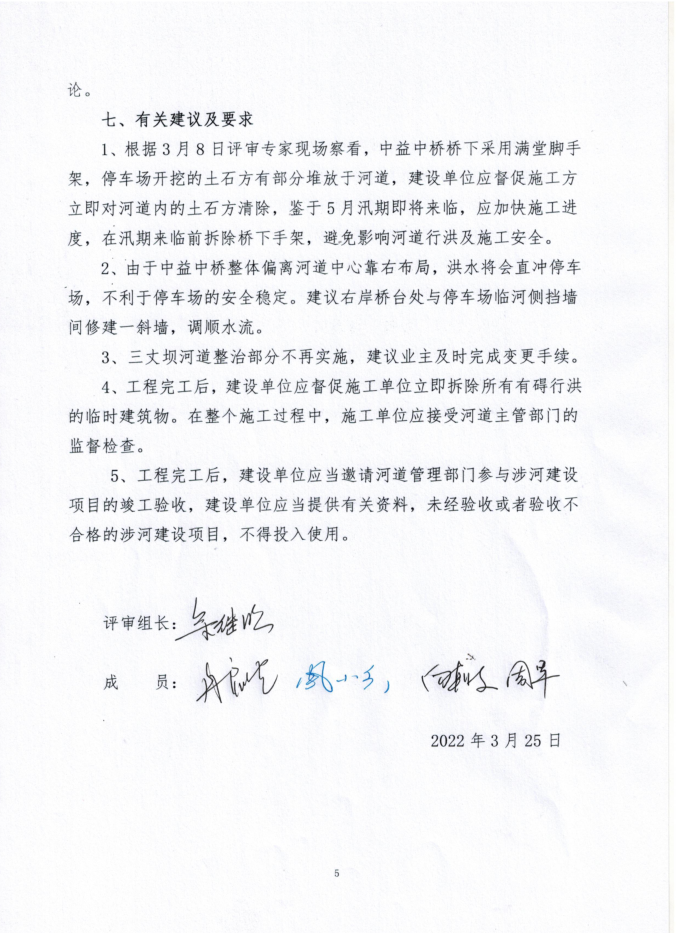 论。
七、有关建议及要求
1、根据3月8日评审专家现场察看，中益中桥桥下采用满堂脚手
架，停车场开挖的土石方有部分堆放于河道，建设单位应督促施工方
立即对河道内的土石方清除，鉴于5月汛期即将来临，应加快施工进
度，在汛期来临前拆除桥下手架，避免影响河道行洪及施工安全。
2、由于中益中桥整体偏离河道中心靠右布局，洪水将会直冲停车
场，不利于停车场的安全稳定。建议右岸桥台处与停车场临河侧挡墙
间修建一斜墙，调顺水流。
3、三丈坝河道整治部分不再实施，建议业主及时完成变更手续。
4、工程完工后，建设单位应督促施工单位立即拆除所有有碍行洪
的临时建筑物。在整个施工过程中，施工单位应接受河道主管部门的
监督检查。
5、工程完工后，建设单位应当邀请河道管理部门参与涉河建设
项目的竣工验收，建设单位应当提供有关资料，未经验收或者验收不
合格的涉河建设项目，不得投入使用。
评审组长：
成 员： 周早
2022年3月25日
5